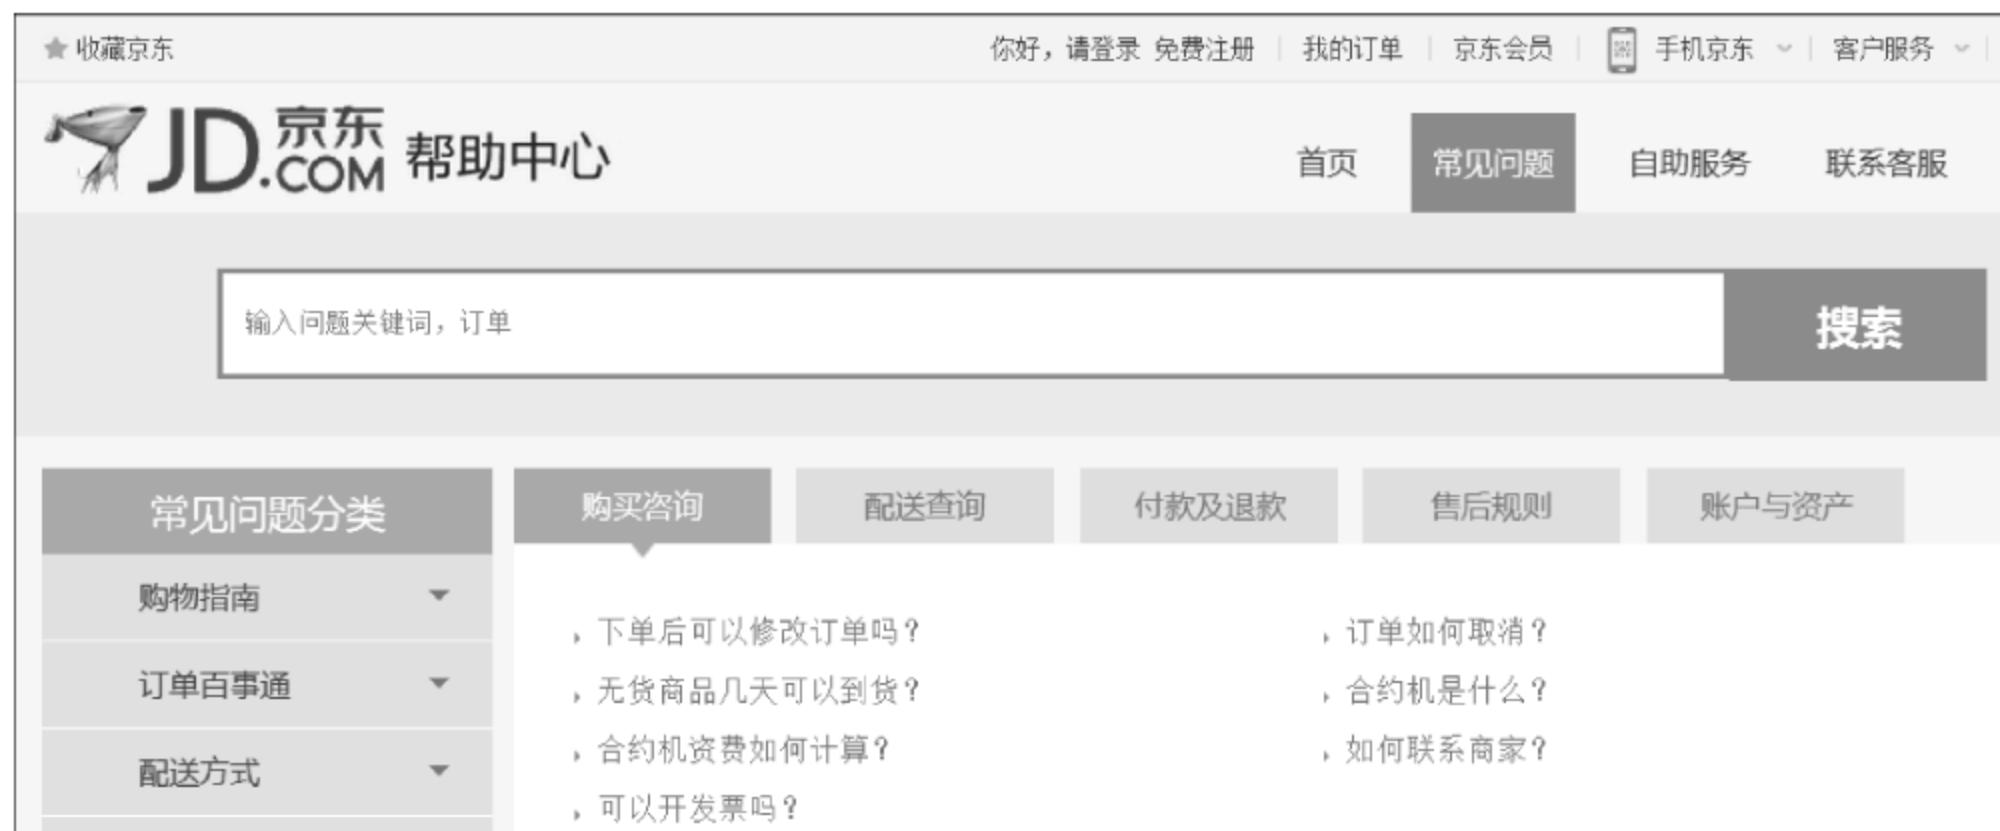 收藏京东 你好，请登录 免费注册 我的订单 京东会员 手机京东 客户服务
JD.COM 京东 帮助中心 首页 常见问题 自助服务 联系客服
输入问题关键词，订单 搜索
常见问题分类 购买咨询 配送查询 付款及退款 售后规则 账户与资产
购物指南
订单百事通
配送方式
下单后可以修改订单吗？ 订单如何取消？
无货商品几天可以到货？ 合约机是什么？
合约机资费如何计算？ 如何联系商家？
可以开发票吗？